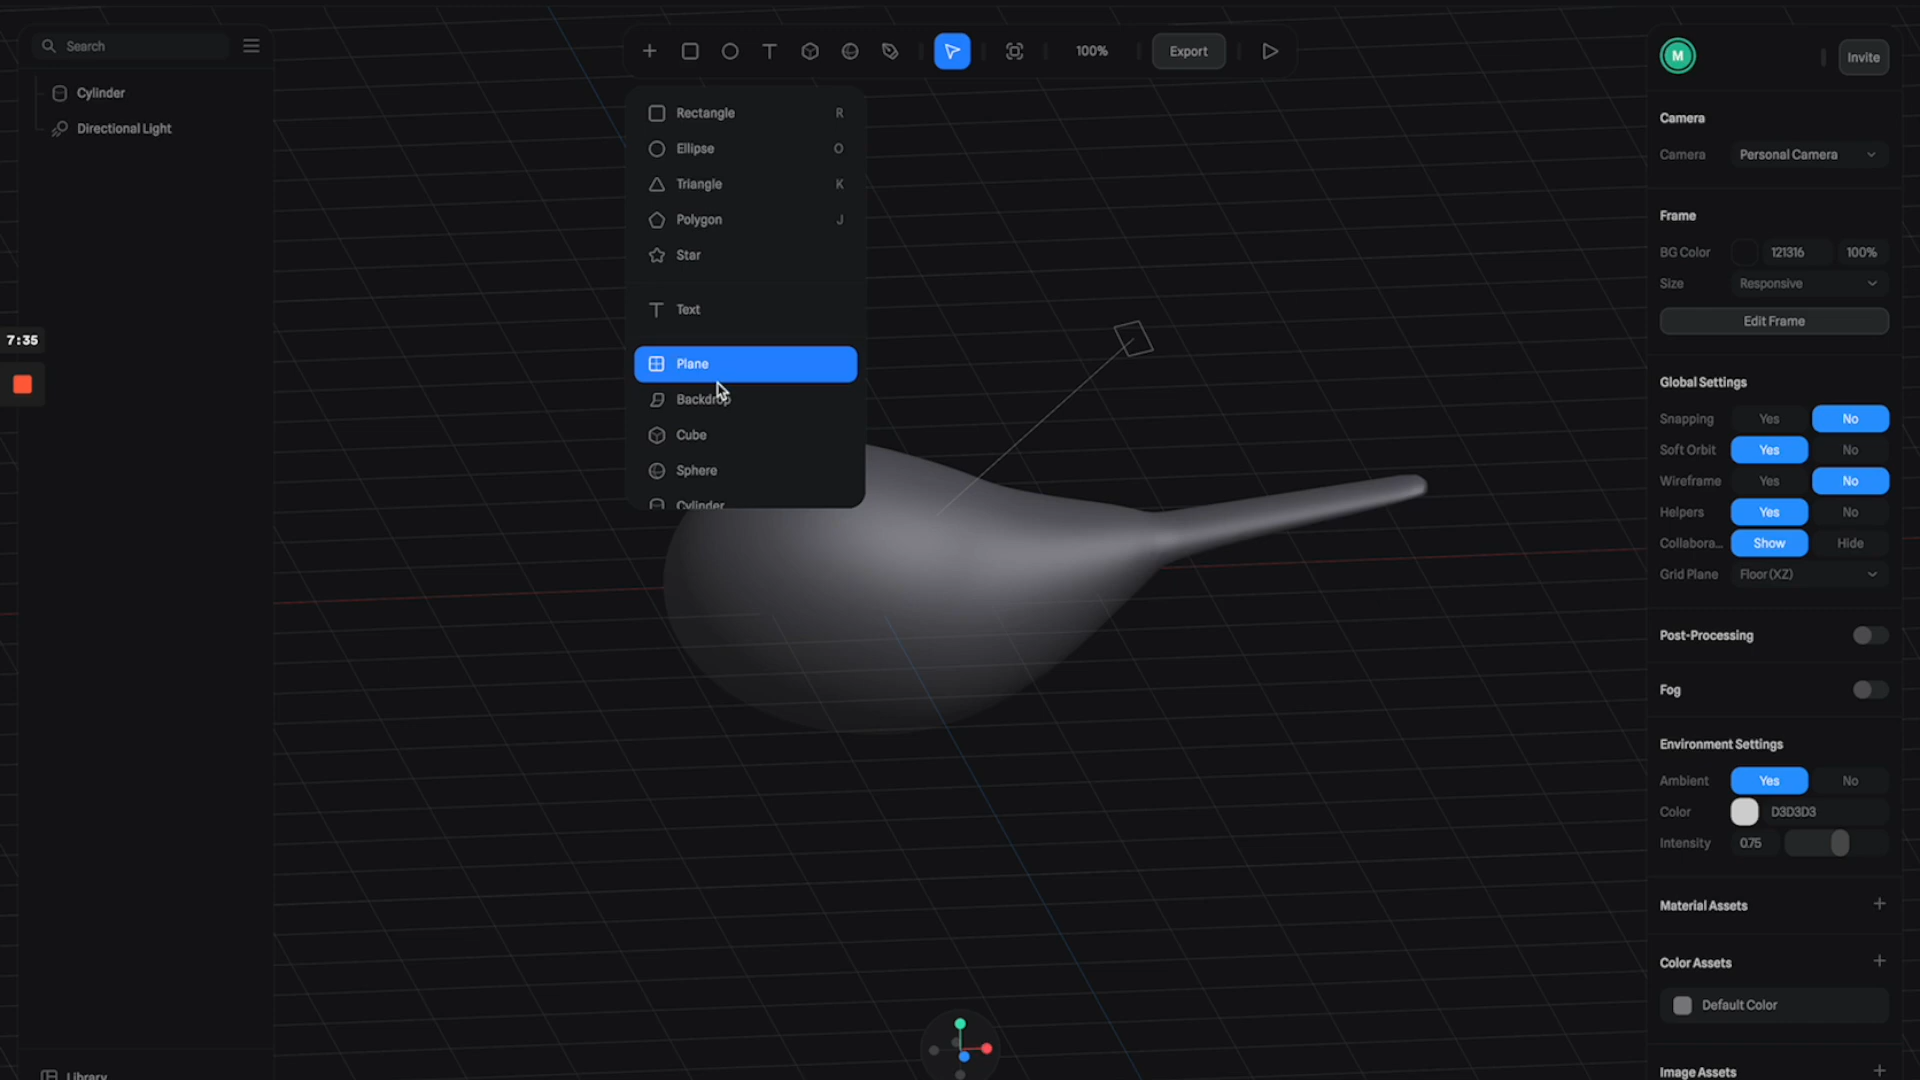 Search
Cylinder
Directional Light
7:35
Library
100%
Export
Rectangle R
Ellipse O
Triangle K
Polygon J
Star
Text
Plane
Backdrop
Cube
Sphere
Cylinder
M
Invite
Camera
Camera Personal Camera
Frame
BG Color 121316 100%
Size Responsive
Edit Frame
Global Settings
Snapping Yes No
Soft Orbit Yes No
Wireframe Yes No
Helpers Yes No
Collabora... Show Hide
Grid Plane Floor (XZ)
Post-Processing
Fog
Environment Settings
Ambient Yes No
Color D3D3D3
Intensity 0.75
Material Assets
Color Assets
Default Color
Image Assets